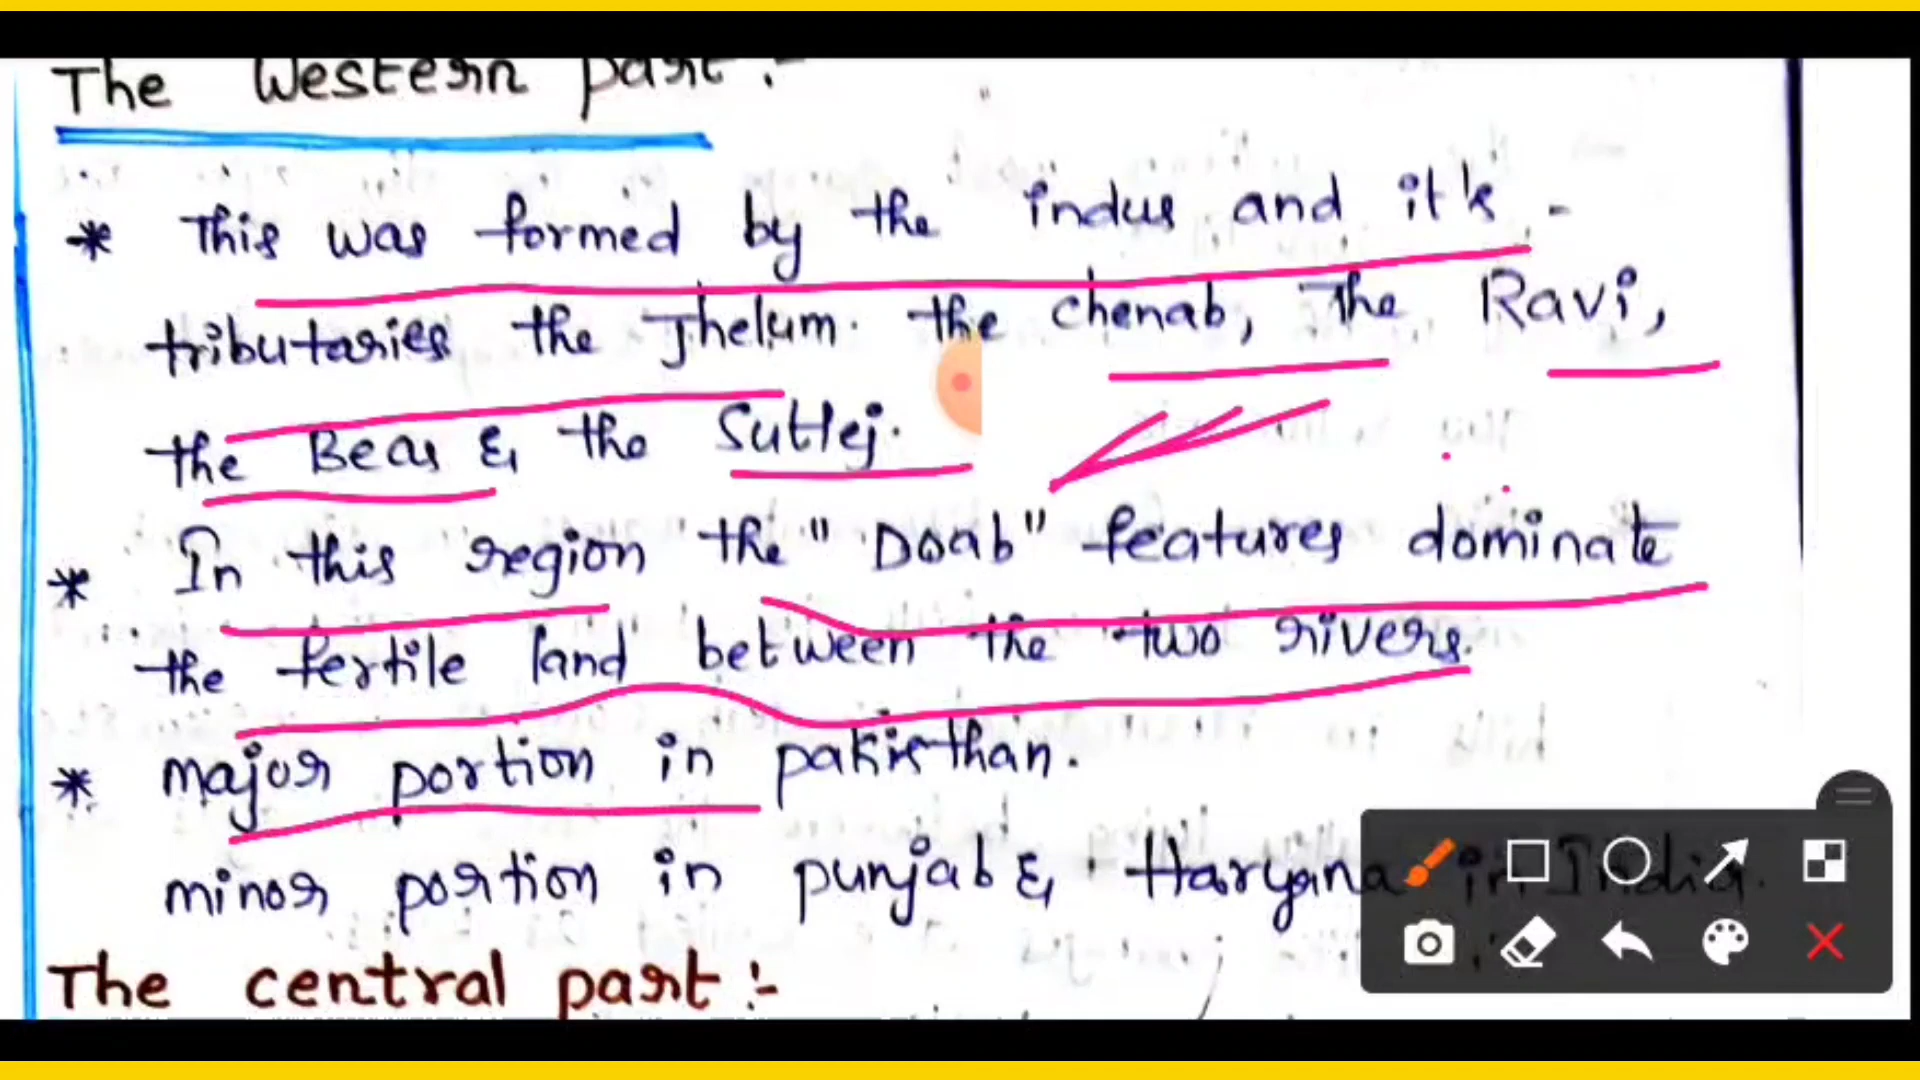 The Western part :-
* This was formed by the indus and it's -
tributaries the Jhelum. the chenab, The Ravi,
the Beas & the Sutlej.
* In this region the "Doab" features dominate
the fertile land between the two rivers.
* major portion in pakisthan.
minor portion in punjab & Haryana in India.
The central part :-